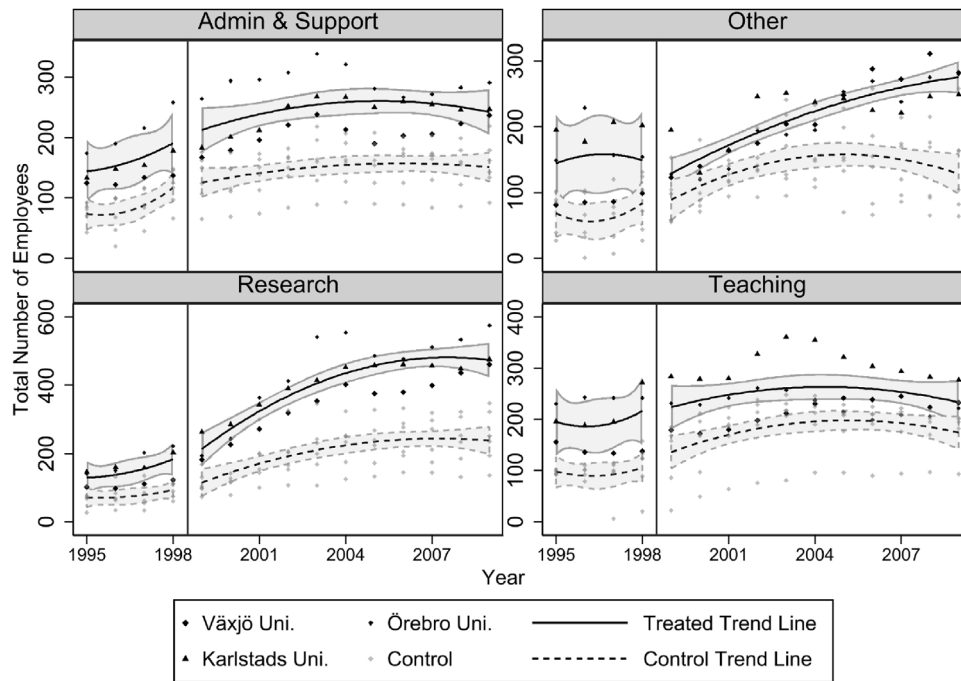 Admin & Support
Other
0 100 200 300
0 100 200 300
Research
Teaching
0 200 400 600
0 100 200 300 400
Total Number of Employees
1995 1998 2001 2004 2007
1995 1998 2001 2004 2007
Year
Växjö Uni.
Örebro Uni.
Treated Trend Line
Karlstads Uni.
Control
Control Trend Line